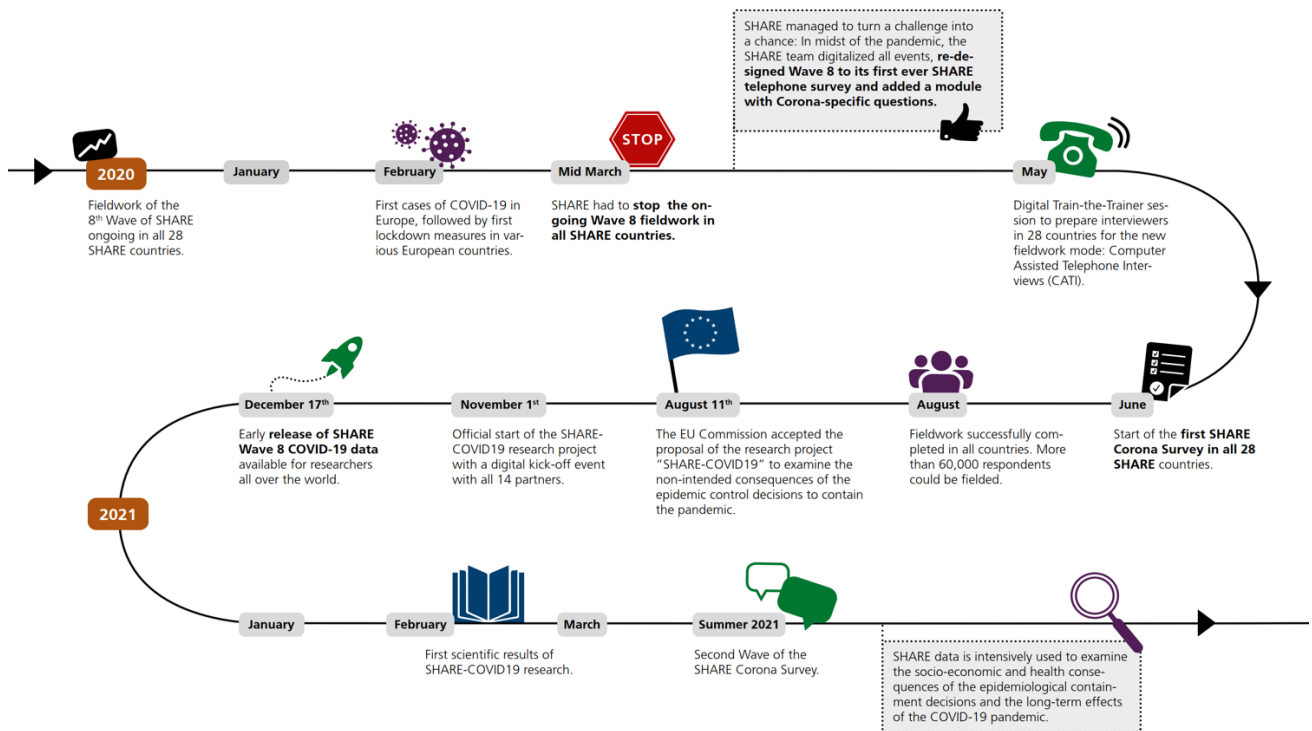 SHARE managed to turn a challenge into
a chance: In midst of the pandemic, the
SHARE team digitalized all events, re-de-
signed Wave 8 to its first ever SHARE
telephone survey and added a module
with Corona-specific questions.
STOP
2020
January
February
Mid March
May
Fieldwork of the
8th Wave of SHARE
ongoing in all 28
SHARE countries.
First cases of COVID-19 in
Europe, followed by first
lockdown measures in var-
ious European countries.
SHARE had to stop the on-
going Wave 8 fieldwork in
all SHARE countries.
Digital Train-the-Trainer ses-
sion to prepare interviewers
in 28 countries for the new
fieldwork mode: Computer
Assisted Telephone Inter-
views (CATI).
December 17th
November 1st
August 11th
August
June
Early release of SHARE
Wave 8 COVID-19 data
available for researchers
all over the world.
Official start of the SHARE-
COVID19 research project
with a digital kick-off event
with all 14 partners.
The EU Commission accepted the
proposal of the research project
“SHARE-COVID19” to examine the
non-intended consequences of the
epidemic control decisions to contain
the pandemic.
Fieldwork successfully com-
pleted in all countries. More
than 60,000 respondents
could be fielded.
Start of the first SHARE
Corona Survey in all 28
SHARE countries.
2021
January
February
March
Summer 2021
First scientific results of
SHARE-COVID19 research.
Second Wave of the
SHARE Corona Survey.
SHARE data is intensively used to examine
the socio-economic and health conse-
quences of the epidemiological contain-
ment decisions and the long-term effects
of the COVID-19 pandemic.